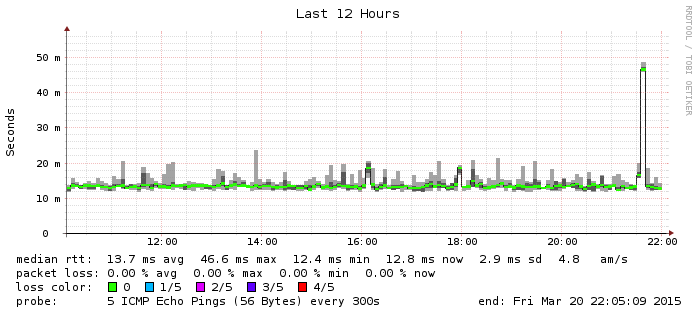 Last 12 Hours
RRDTOOL / TOBI OETIKER
Seconds
50 m
40 m
30 m
20 m
10 m
0
12:00 14:00 16:00 18:00 20:00 22:00
median rtt: 13.7 ms avg 46.6 ms max 12.4 ms min 12.8 ms now 2.9 ms sd 4.8 am/s
packet loss: 0.00 % avg 0.00 % max 0.00 % min 0.00 % now
loss color: 0 1/5 2/5 3/5 4/5
probe: 5 ICMP Echo Pings (56 Bytes) every 300s end: Fri Mar 20 22:05:09 2015